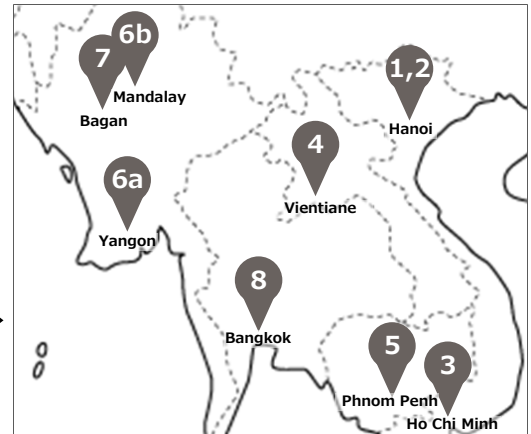 6b
7
Mandalay
Bagan
1,2
Hanoi
4
Vientiane
6a
Yangon
8
Bangkok
5
Phnom Penh
3
Ho Chi Minh